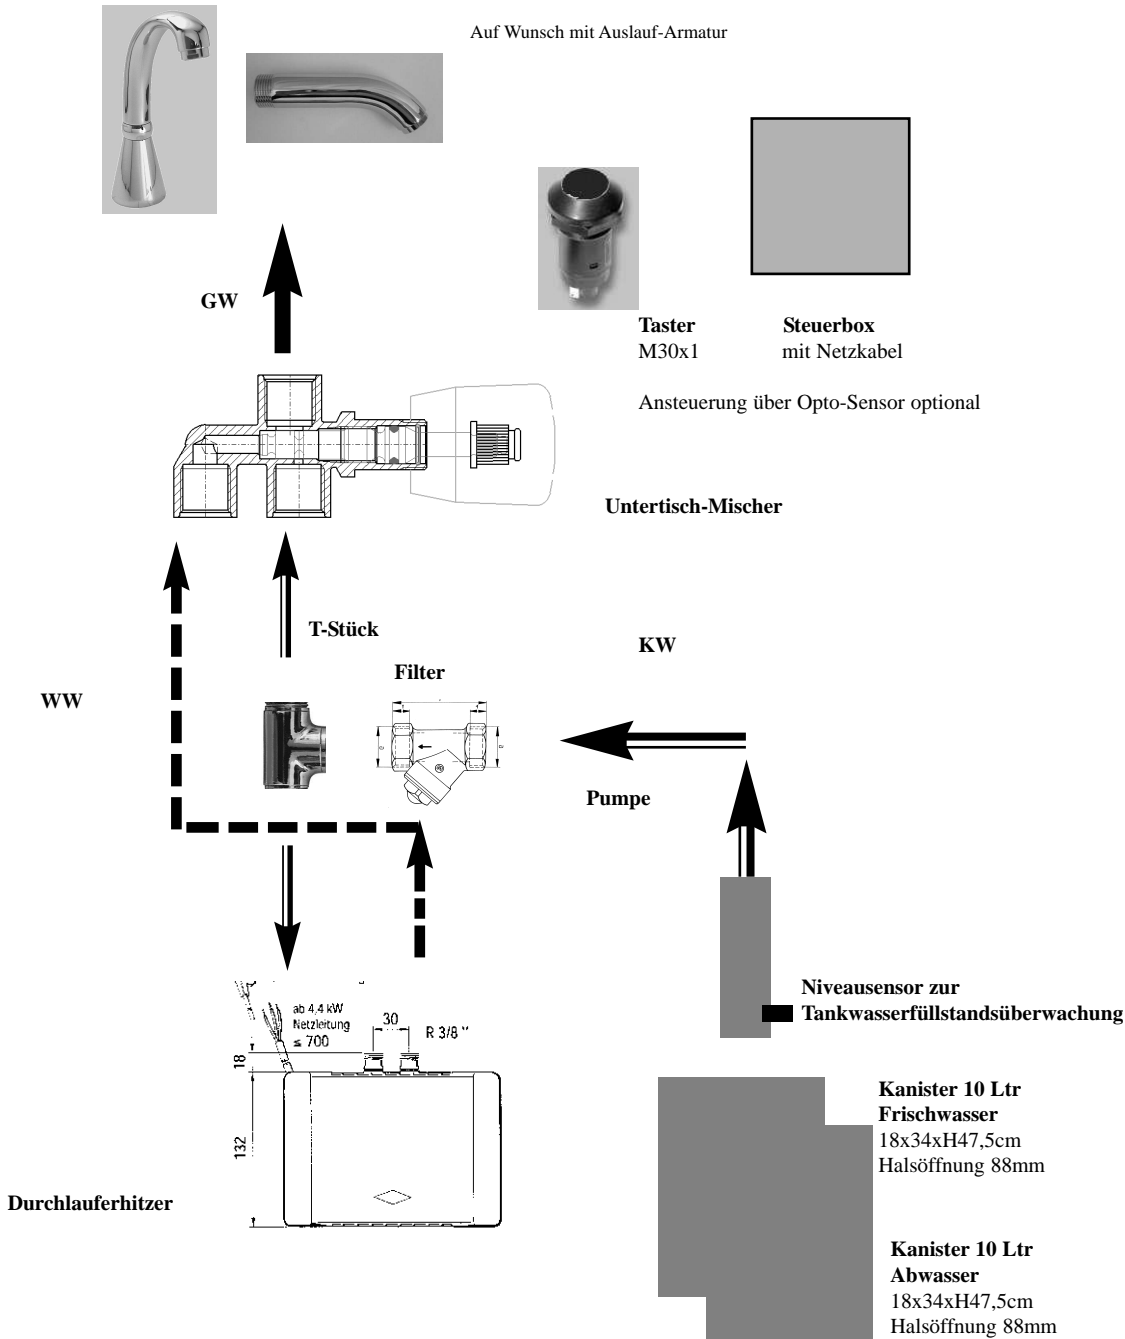 Auf Wunsch mit Auslauf-Armatur
GW
Taster
M30x1
Steuerbox
mit Netzkabel
Ansteuerung über Opto-Sensor optional
Untertisch-Mischer
T-Stück
KW
Filter
WW
Pumpe
Niveausensor zur
Tankwasserfüllstandsüberwachung
ab 4,4 kW
Netzleitung
≤ 700
30
R 3/8 "
18
132
Durchlauferhitzer
Kanister 10 Ltr
Frischwasser
18x34xH47,5cm
Halsöffnung 88mm
Kanister 10 Ltr
Abwasser
18x34xH47,5cm
Halsöffnung 88mm